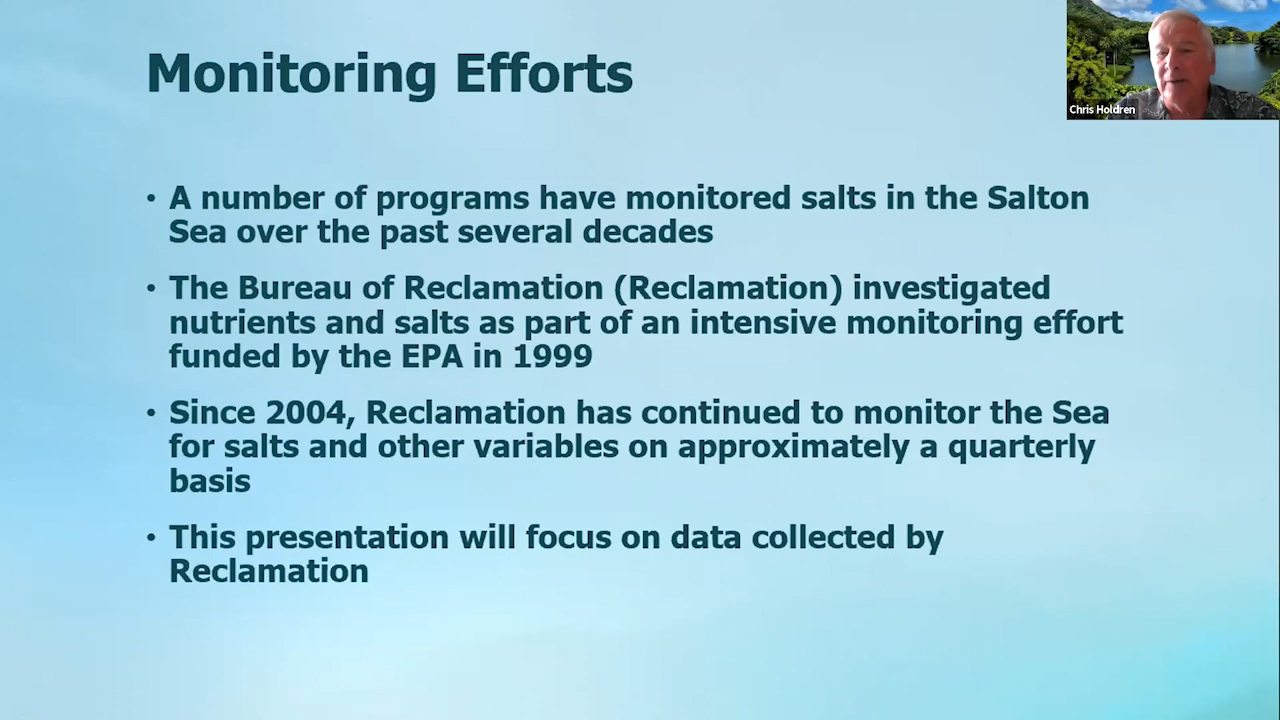 Monitoring Efforts
Chris Holdren
• A number of programs have monitored salts in the Salton
Sea over the past several decades
• The Bureau of Reclamation (Reclamation) investigated
nutrients and salts as part of an intensive monitoring effort
funded by the EPA in 1999
• Since 2004, Reclamation has continued to monitor the Sea
for salts and other variables on approximately a quarterly
basis
• This presentation will focus on data collected by
Reclamation